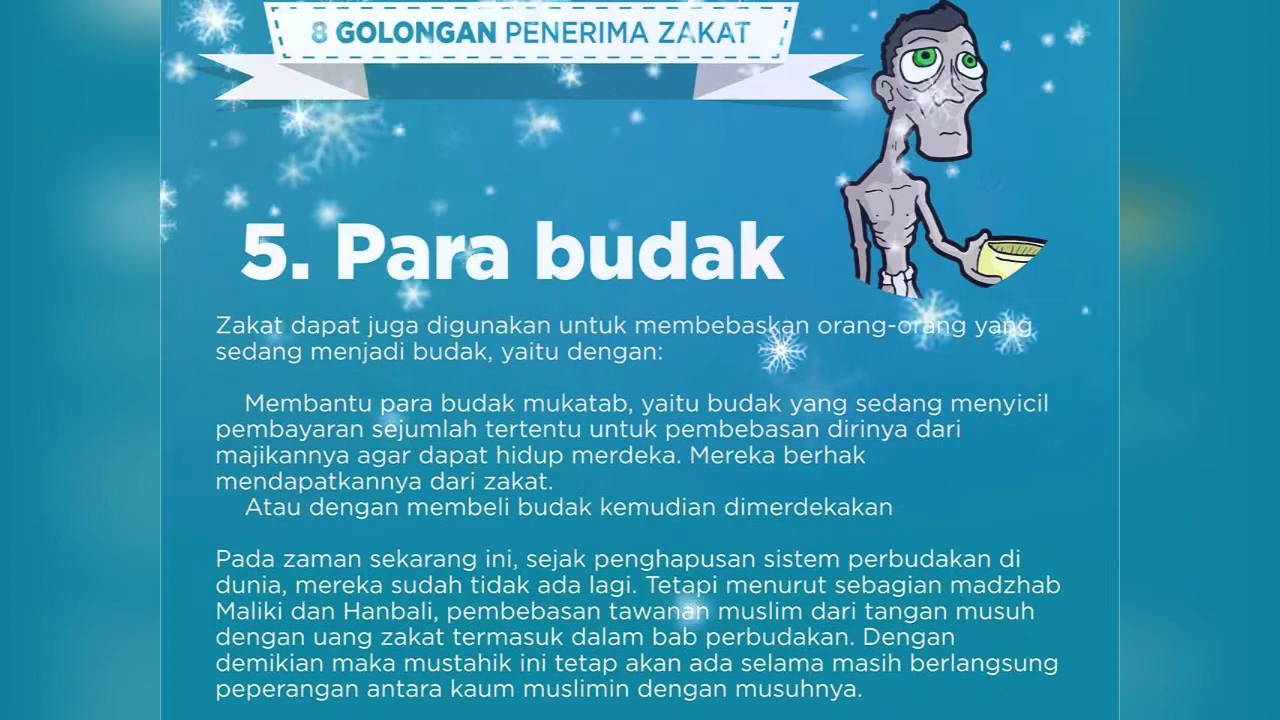 8 GOLONGAN PENERIMA ZAKAT
5. Para budak
Zakat dapat juga digunakan untuk membebaskan orang-orang yang
sedang menjadi budak, yaitu dengan:
Membantu para budak mukatab, yaitu budak yang sedang menyicil
pembayaran sejumlah tertentu untuk pembebasan dirinya dari
majikannya agar dapat hidup merdeka. Mereka berhak
mendapatkannya dari zakat.
Atau dengan membeli budak kemudian dimerdekakan
Pada zaman sekarang ini, sejak penghapusan sistem perbudakan di
dunia, mereka sudah tidak ada lagi. Tetapi menurut sebagian madzhab
Maliki dan Hanbali, pembebasan tawanan muslim dari tangan musuh
dengan uang zakat termasuk dalam bab perbudakan. Dengan
demikian maka mustahik ini tetap akan ada selama masih berlangsung
peperangan antara kaum muslimin dengan musuhnya.